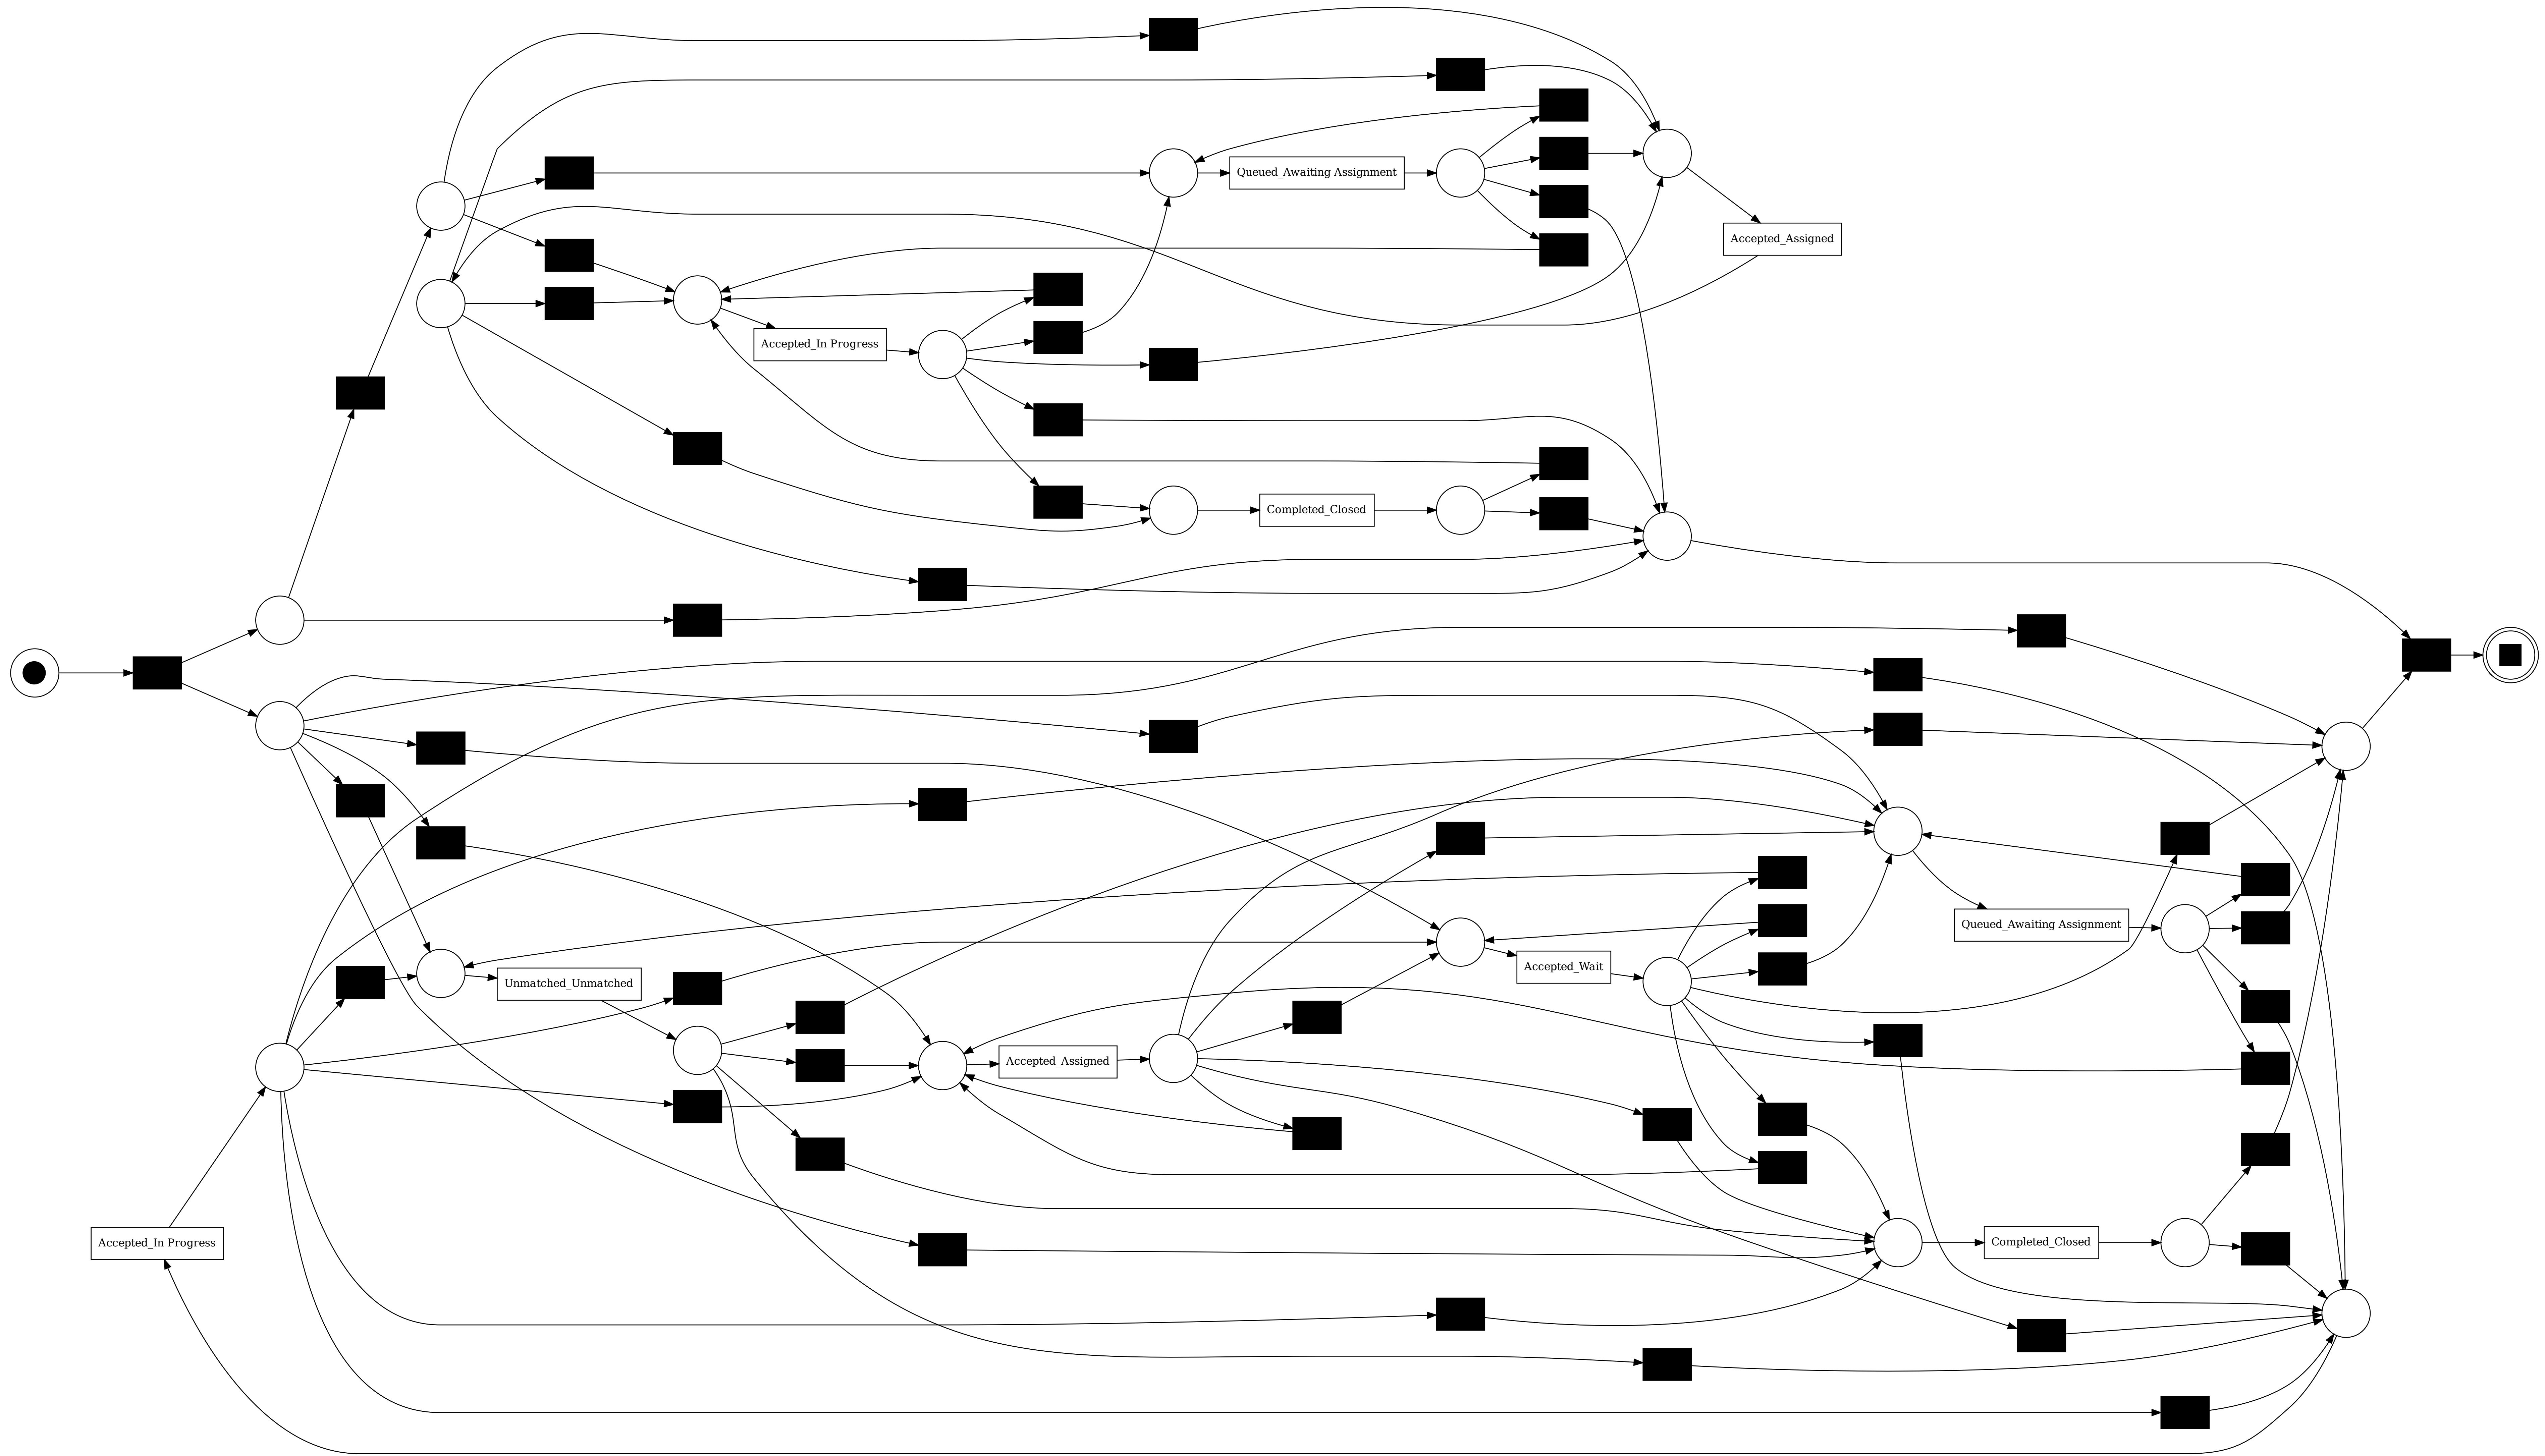 Queued_Awaiting Assignment
Accepted_Assigned
Accepted_In Progress
Completed_Closed
Queued_Awaiting Assignment
Accepted_Wait
Unmatched_Unmatched
Accepted_Assigned
Accepted_In Progress
Completed_Closed